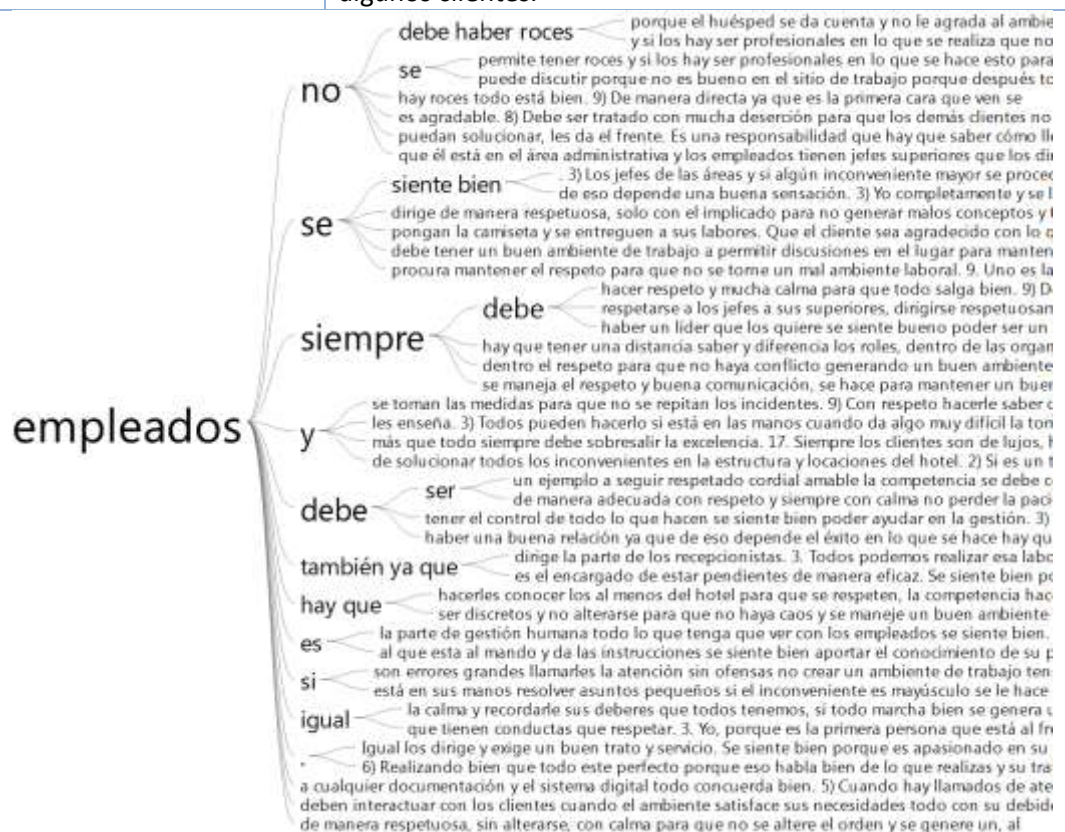 algunos clientes.
debe haber roces
porque el huésped se da cuenta y no le agrada al ambie
y si los hay ser profesionales en lo que se realiza que no
se
permite tener roces y si los hay ser profesionales en lo que se hace esto para
puede discutir porque no es bueno en el sitio de trabajo porque después to
no
hay roces todo está bien. 9) De manera directa ya que es la primera cara que ven se
es agradable. 8) Debe ser tratado con mucha deserción para que los demás clientes no
puedan solucionar, les da el frente. Es una responsabilidad que hay que saber cómo lle
que él está en el área administrativa y los empleados tienen jefes superiores que los di
siente bien
. 3) Los jefes de las áreas y si algún inconveniente mayor se proced
de eso depende una buena sensación. 3) Yo completamente y se l
se
dirige de manera respetuosa, solo con el implicado para no generar malos conceptos y
pongan la camiseta y se entreguen a sus labores. Que el cliente sea agradecido con lo q
debe tener un buen ambiente de trabajo a permitir discusiones en el lugar para manten
procura mantener el respeto para que no se torne un mal ambiente laboral. 9. Uno es la
debe
hacer respeto y mucha calma para que todo salga bien. 9) D
respetarse a los jefes a sus superiores, dirigirse respetuosan
haber un líder que los quiere se siente bueno poder ser un
siempre
hay que tener una distancia saber y diferencia los roles, dentro de las organ
dentro el respeto para que no haya conflicto generando un buen ambiente
se maneja el respeto y buena comunicación, se hace para mantener un buer
empleados
y
se toman las medidas para que no se repitan los incidentes. 9) Con respeto hacerle saber c
les enseña. 3) Todos pueden hacerlo si está en las manos cuando da algo muy difícil la tom
más que todo siempre debe sobresalir la excelencia. 17. Siempre los clientes son de lujos, h
de solucionar todos los inconvenientes en la estructura y locaciones del hotel. 2) Si es un t
debe
ser
un ejemplo a seguir respetado cordial amable la competencia se debe c
de manera adecuada con respeto y siempre con calma no perder la paci
tener el control de todo lo que hacen se siente bien poder ayudar en la gestión. 3)
haber una buena relación ya que de eso depende el éxito en lo que se hace hay qu
también ya que
dirige la parte de los recepcionistas. 3. Todos podemos realizar esa labo
es el encargado de estar pendientes de manera eficaz. Se siente bien po
hay que
hacerles conocer los al menos del hotel para que se respeten, la competencia hac
ser discretos y no alterarse para que no haya caos y se maneje un buen ambiente
es
la parte de gestión humana todo lo que tenga que ver con los empleados se siente bien.
al que esta al mando y da las instrucciones se siente bien aportar el conocimiento de su p
si
son errores grandes llamarles la atención sin ofensas no crear un ambiente de trabajo ten
está en sus manos resolver asuntos pequeños si el inconveniente es mayúsculo se le hace
igual
la calma y recordarle sus deberes que todos tenemos, si todo marcha bien se genera u
que tienen conductas que respetar. 3. Yo, porque es la primera persona que está al fre
.
Igual los dirige y exige un buen trato y servicio. Se siente bien porque es apasionado en su
6) Realizando bien que todo este perfecto porque eso habla bien de lo que realizas y su tra
a cualquier documentación y el sistema digital todo concuerda bien. 5) Cuando hay llamados de ate
deben interactuar con los clientes cuando el ambiente satisface sus necesidades todo con su debid
de manera respetuosa, sin alterarse, con calma para que no se altere el orden y se genere un, al